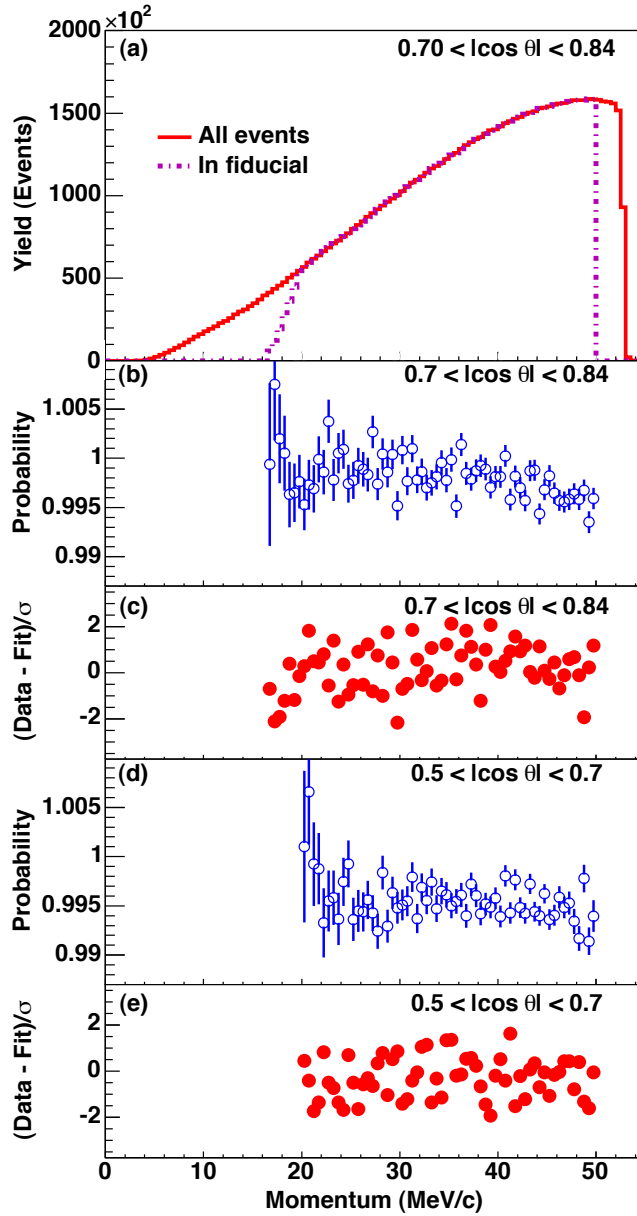 ×10²
2000
(a)
0.70 < |cos θ| < 0.84
1500
All events
In fiducial
1000
500
0
Yield (Events)
(b)
0.7 < |cos θ| < 0.84
1.005
1
0.995
0.99
Probability
(c)
0.7 < |cos θ| < 0.84
2
0
-2
(Data - Fit)/σ
(d)
0.5 < |cos θ| < 0.7
1.005
1
0.995
0.99
Probability
(e)
0.5 < |cos θ| < 0.7
2
0
-2
(Data - Fit)/σ
0 10 20 30 40 50
Momentum (MeV/c)